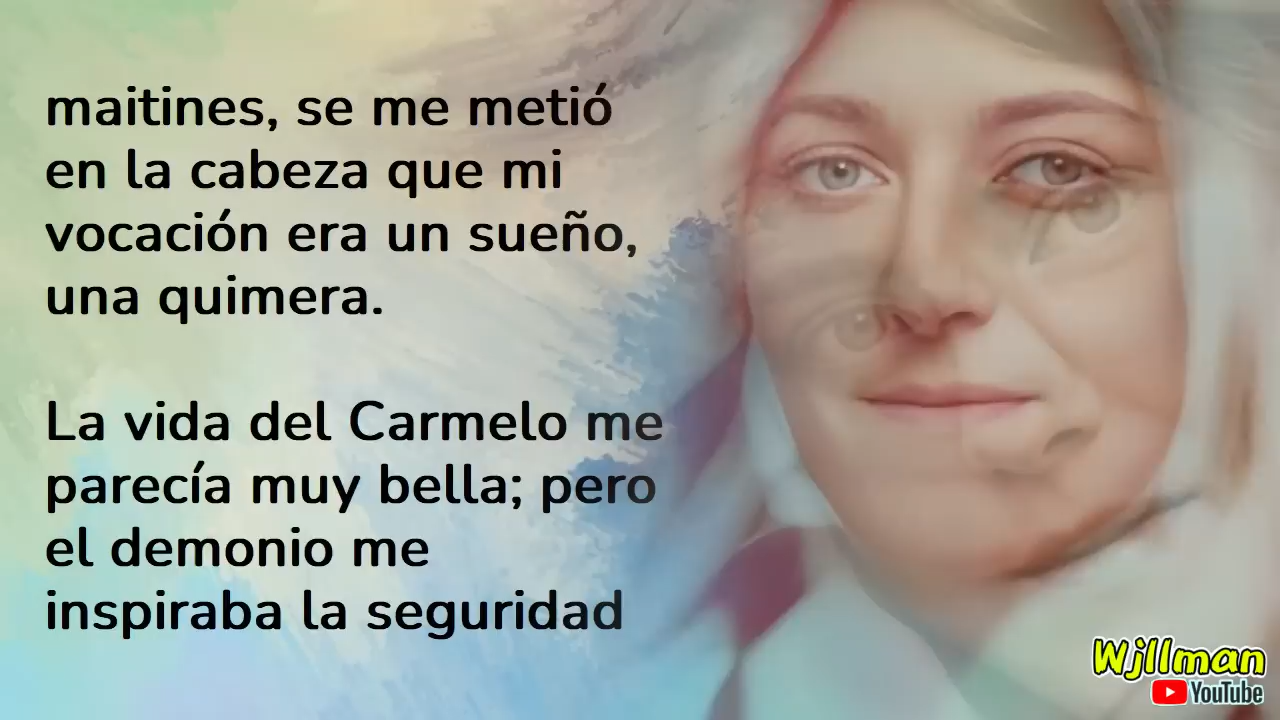 maitines, se me metió
en la cabeza que mi
vocación era un sueño,
una quimera.
La vida del Carmelo me
parecía muy bella; pero
el demonio me
inspiraba la seguridad
Wjllman
YouTube